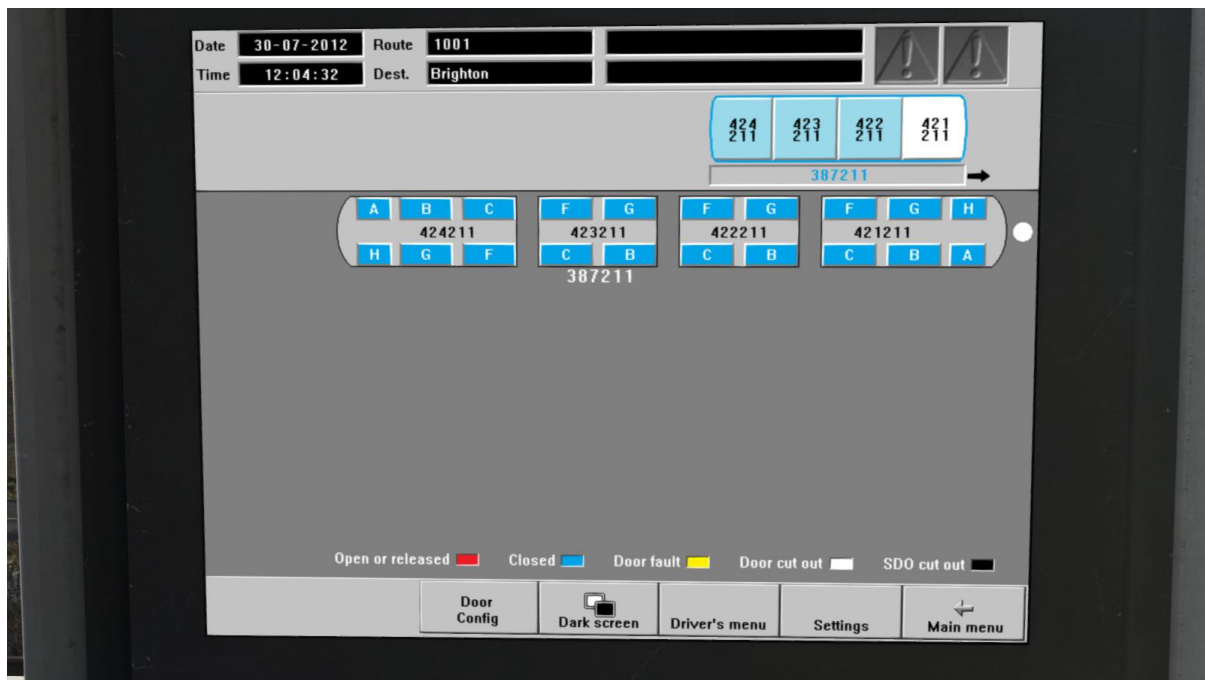 Date 30-07-2012 Route 1001
Time 12:04:32 Dest. Brighton
424 423 422 421
211 211 211 211
387211
A B C F G F G F G H
424211 423211 422211 421211
H G F C B C B C B A
387211
Open or released Closed Door fault Door cut out SDO cut out
Door Config Dark screen Driver's menu Settings Main menu